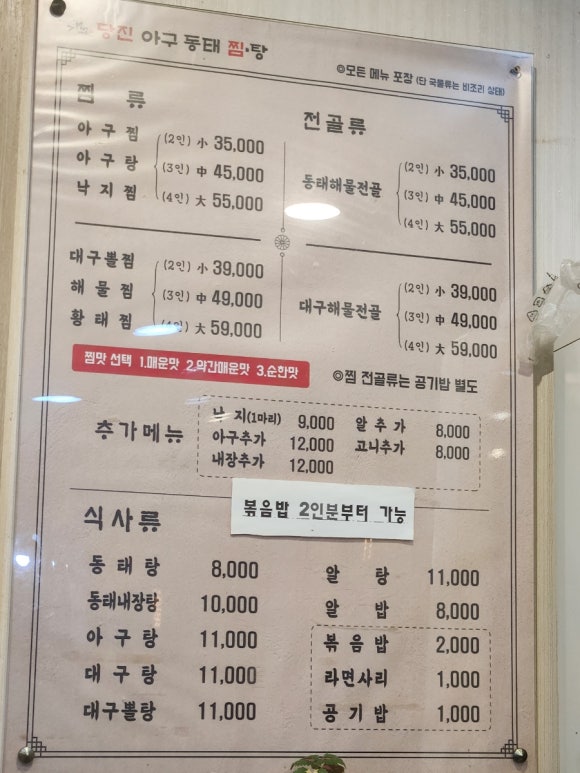 당진 아구 동태 찜·탕
◎모든 메뉴 포장 (단 국물류는 비조리 상태)
찜 류
아 구 찜
아 구 탕
낙 지 찜
(2인) 小 35,000
(3인) 中 45,000
(4인) 大 55,000
대구뽈찜
해 물 찜
황 태 찜
(2인) 小 39,000
(3인) 中 49,000
(4인) 大 59,000
찜맛 선택 1.매운맛 2.약간매운맛 3.순한맛
전골류
동태해물전골
(2인) 小 35,000
(3인) 中 45,000
(4인) 大 55,000
대구해물전골
(2인) 小 39,000
(3인) 中 49,000
(4인) 大 59,000
◎찜 전골류는 공기밥 별도
추가메뉴
낙 지(1마리) 9,000
아구추가 12,000
내장추가 12,000
알 추 가 8,000
고니추가 8,000
볶음밥 2인분부터 가능
식사류
동 태 탕 8,000
동태내장탕 10,000
아 구 탕 11,000
대 구 탕 11,000
대구뽈탕 11,000
알 탕 11,000
알 밥 8,000
볶 음 밥 2,000
라면사리 1,000
공 기 밥 1,000